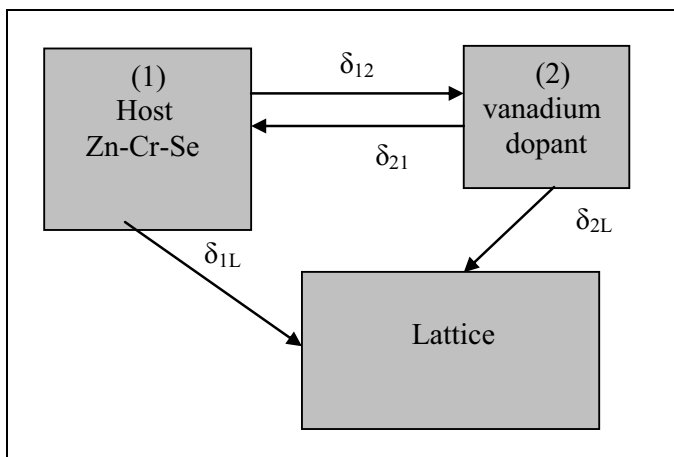 (1)
Host
Zn-Cr-Se
δ12
δ21
(2)
vanadium
dopant
δ1L
δ2L
Lattice